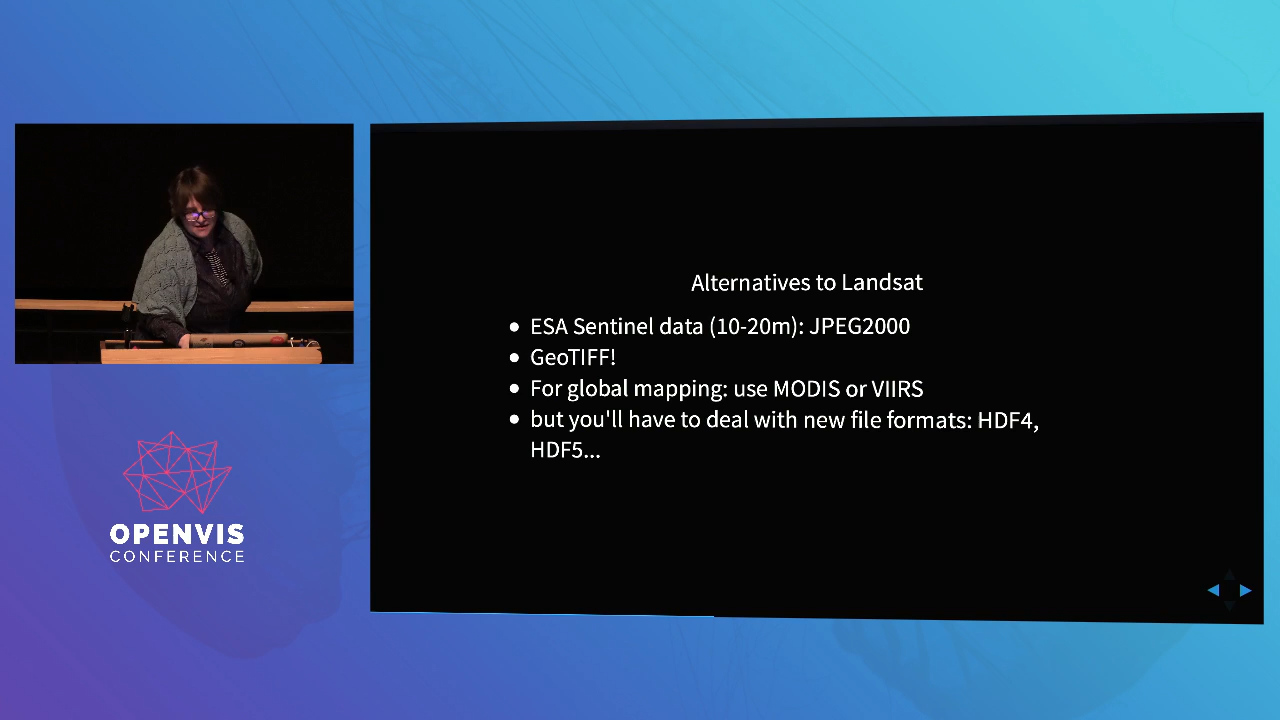 Alternatives to Landsat
ESA Sentinel data (10-20m): JPEG2000
GeoTIFF!
For global mapping: use MODIS or VIIRS
but you'll have to deal with new file formats: HDF4,
HDF5...
OPENVIS
CONFERENCE